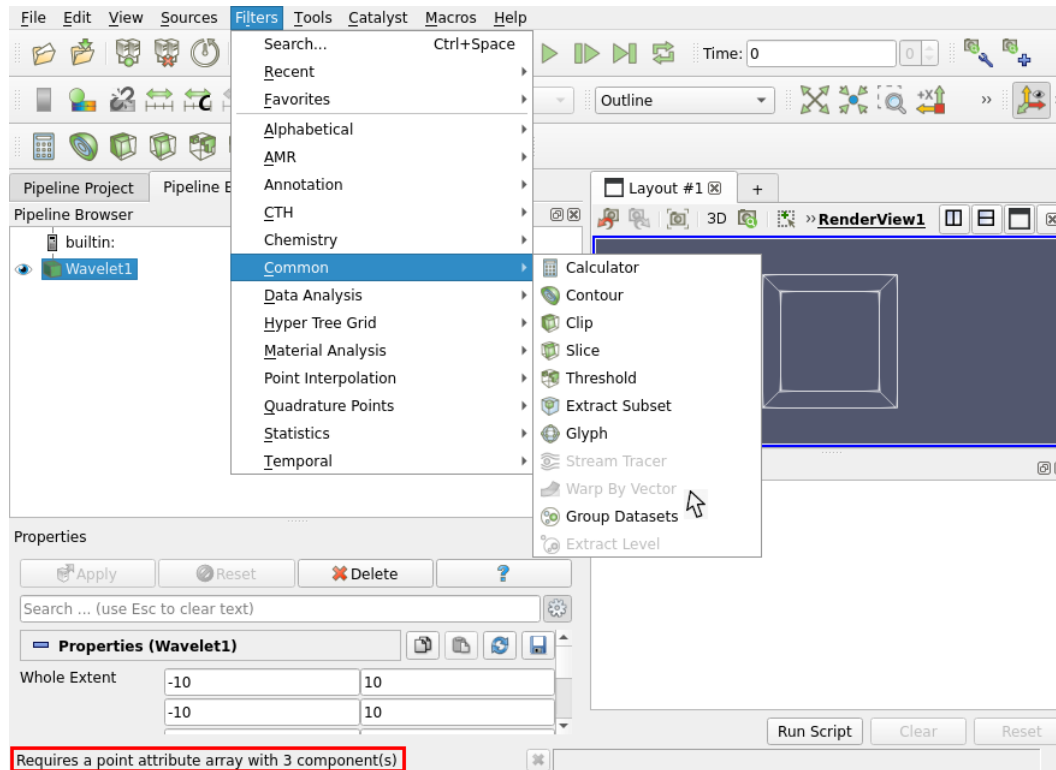 File Edit View Sources Filters Tools Catalyst Macros Help
Search... Ctrl+Space
Recent
Favorites
Alphabetical
AMR
Annotation
CTH
Chemistry
Common
Data Analysis
Hyper Tree Grid
Material Analysis
Point Interpolation
Quadrature Points
Statistics
Temporal
Calculator
Contour
Clip
Slice
Threshold
Extract Subset
Glyph
Stream Tracer
Warp By Vector
Group Datasets
Extract Level
Time: 0 0
Outline
+X
Pipeline Project Pipeline
Pipeline Browser
builtin:
Wavelet1
Layout #1 +
3D RenderView1
Properties
Apply Reset Delete ?
Search ... (use Esc to clear text)
Properties (Wavelet1)
Whole Extent -10 10
-10 10
Run Script Clear Reset
Requires a point attribute array with 3 component(s)